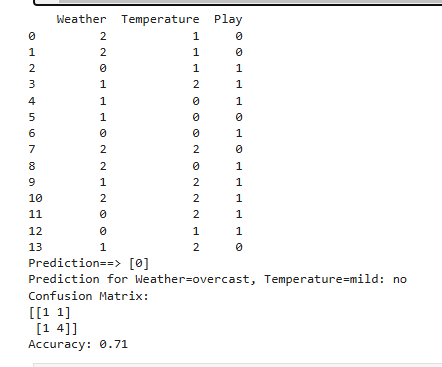 Weather Temperature Play
0 2 1 0
1 2 1 0
2 0 1 1
3 1 2 1
4 1 0 1
5 1 0 0
6 0 0 1
7 2 2 0
8 2 0 1
9 1 2 1
10 2 2 1
11 0 2 1
12 0 1 1
13 1 2 0
Prediction==> [0]
Prediction for Weather=overcast, Temperature=mild: no
Confusion Matrix:
[[1 1]
[1 4]]
Accuracy: 0.71